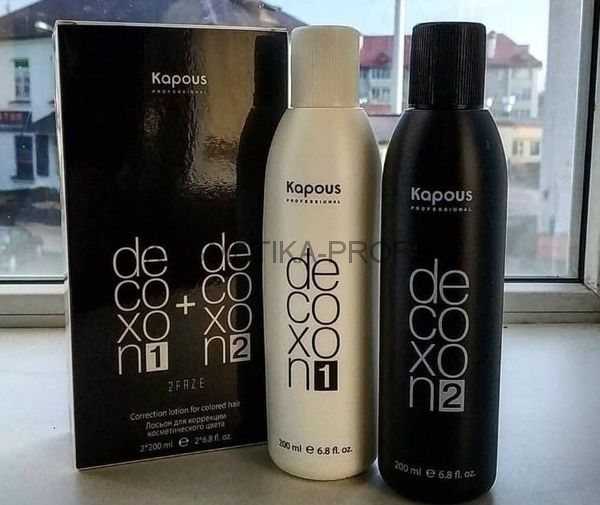 Kapous
PROFESSIONAL
de
co
xo
n1
+
de
co
xo
n2
2FAZE
Correction lotion for colored hair
Лосьон для коррекции
косметического цвета
2*200 ml e 2*6.8 fl. oz.
Kapous
PROFESSIONAL
de
co
xo
n1
200 ml e 6.8 fl. oz.
Kapous
PROFESSIONAL
de
co
xo
n2
200 ml e 6.8 fl. oz.
TIKA-PROF